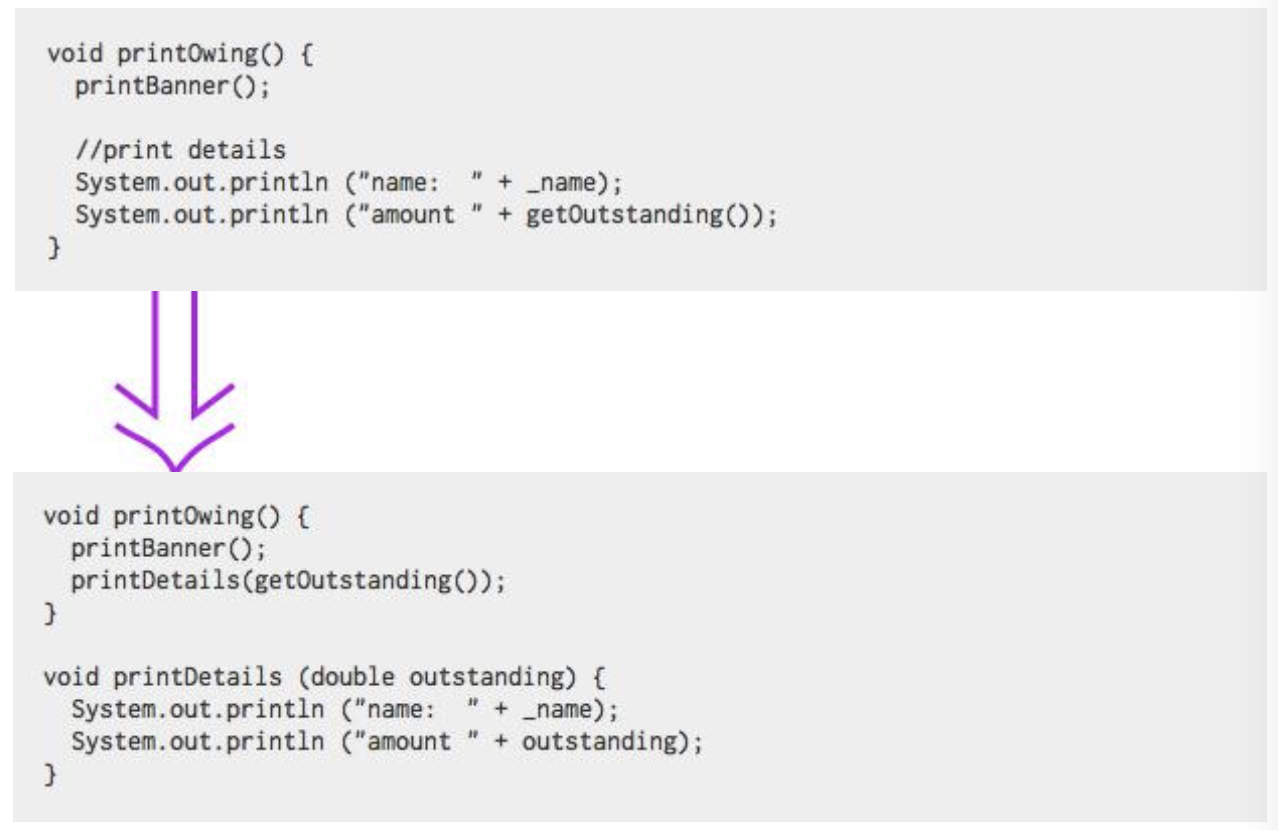 void printOwing() {
  printBanner();

  //print details
  System.out.println ("name:  " + _name);
  System.out.println ("amount " + getOutstanding());
}
void printOwing() {
  printBanner();
  printDetails(getOutstanding());
}

void printDetails (double outstanding) {
  System.out.println ("name:  " + _name);
  System.out.println ("amount " + outstanding);
}